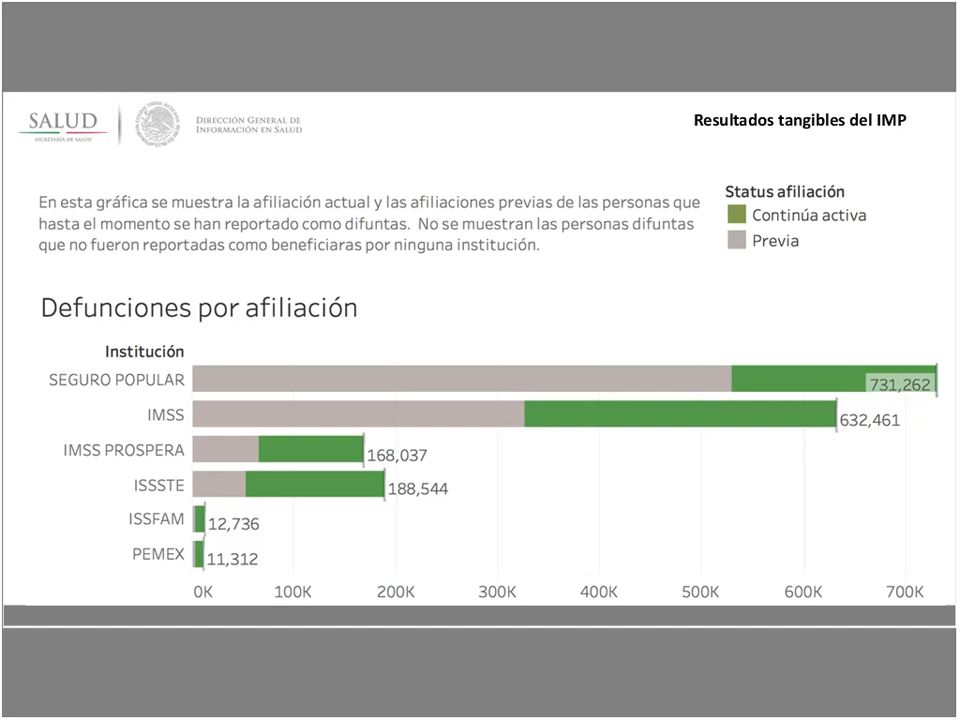 SALUD
SECRETARÍA DE SALUD
DIRECCIÓN GENERAL DE
INFORMACIÓN EN SALUD
Resultados tangibles del IMP
En esta gráfica se muestra la afiliación actual y las afiliaciones previas de las personas que
hasta el momento se han reportado como difuntas. No se muestran las personas difuntas
que no fueron reportadas como beneficiaras por ninguna institución.
Status afiliación
Continúa activa
Previa
Defunciones por afiliación
Institución
SEGURO POPULAR
731,262
IMSS
632,461
IMSS PROSPERA
168,037
ISSSTE
188,544
ISSFAM
12,736
PEMEX
11,312
0K 100K 200K 300K 400K 500K 600K 700K